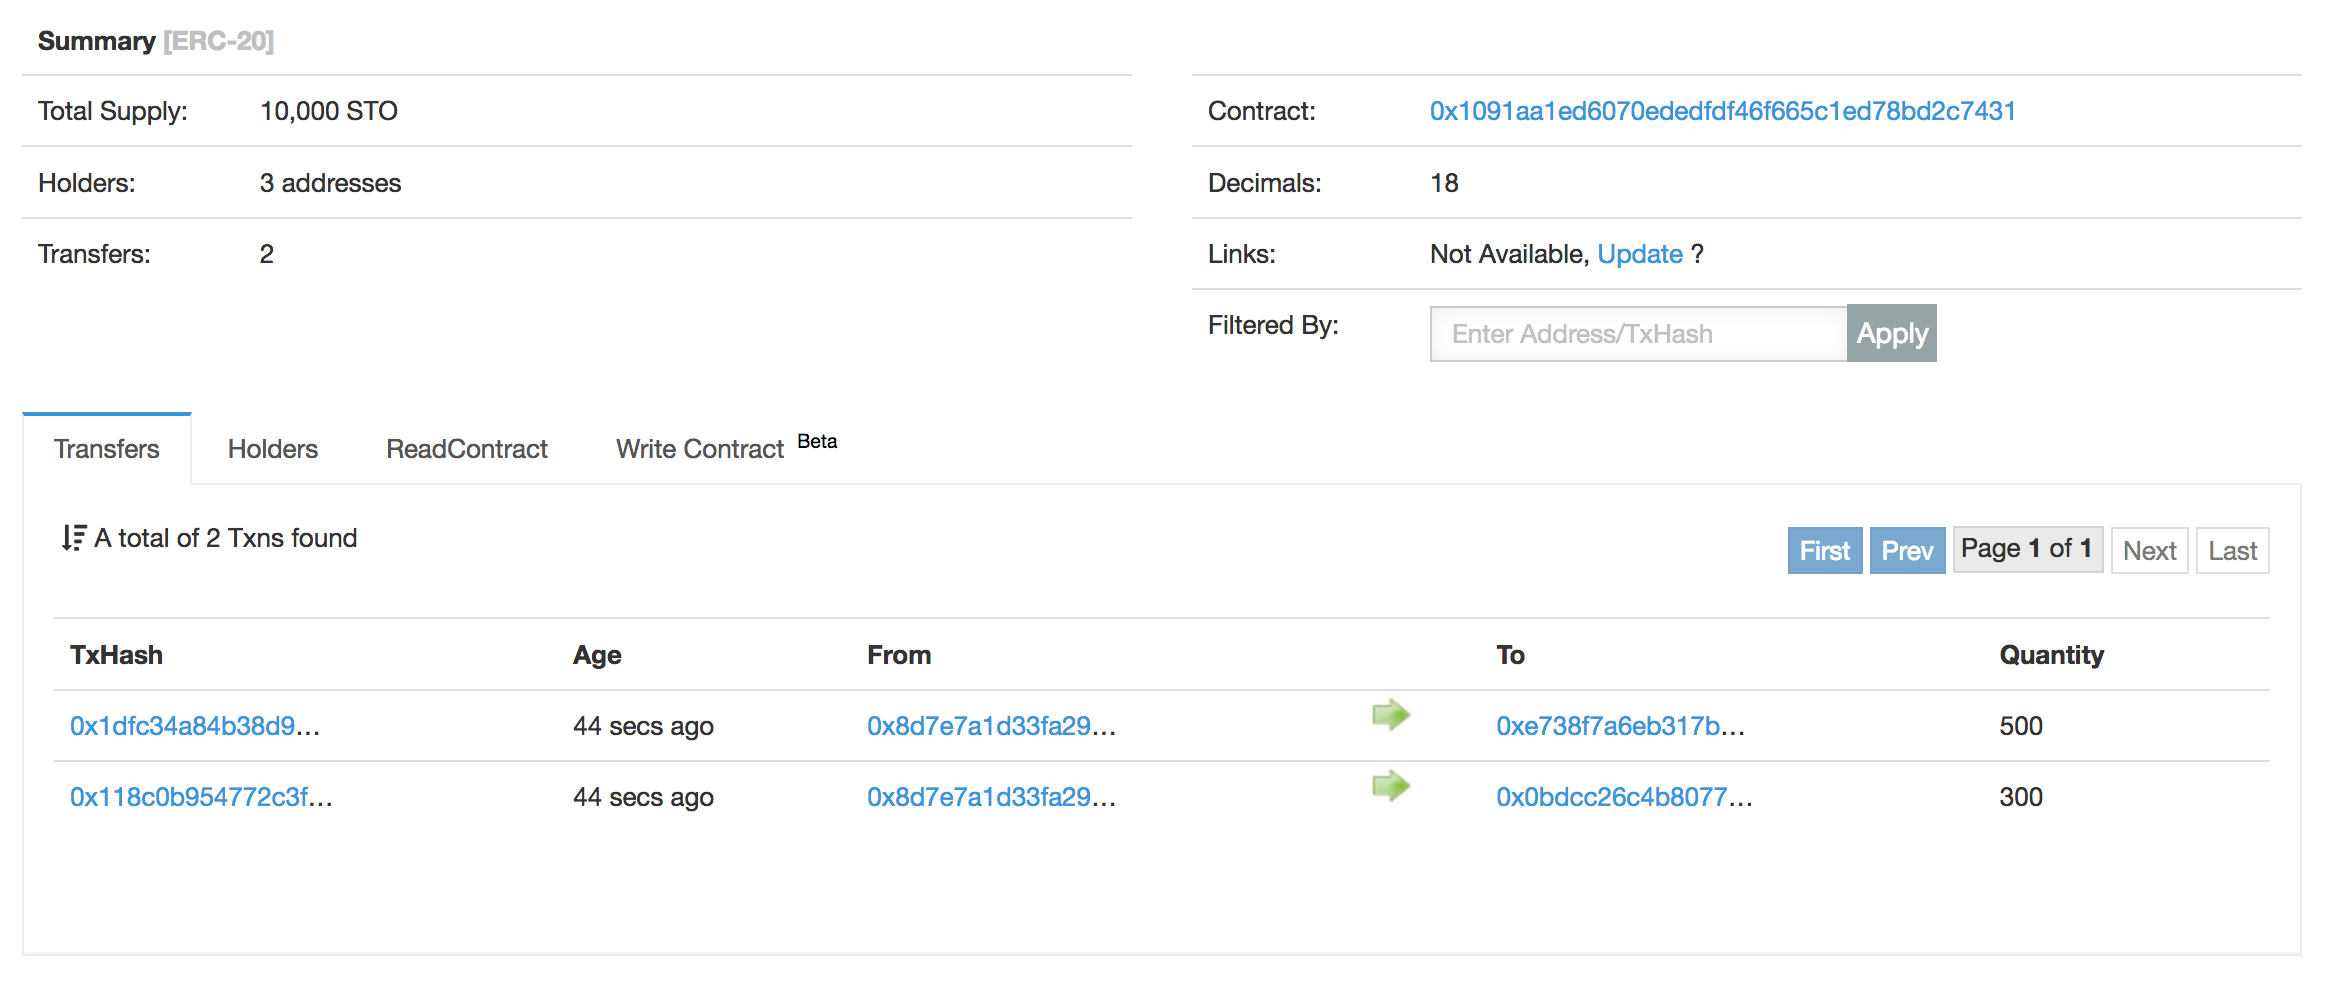 Summary [ERC-20]
Total Supply: 10,000 STO
Holders: 3 addresses
Transfers: 2
Contract: 0x1091aa1ed6070ededfdf46f665c1ed78bd2c7431
Decimals: 18
Links: Not Available, Update ?
Filtered By: Enter Address/TxHash Apply
Transfers Holders ReadContract Write Contract Beta
A total of 2 Txns found
First Prev Page 1 of 1 Next Last
TxHash Age From To Quantity
0x1dfc34a84b38d9... 44 secs ago 0x8d7e7a1d33fa29... 0xe738f7a6eb317b... 500
0x118c0b954772c3f... 44 secs ago 0x8d7e7a1d33fa29... 0x0bdcc26c4b8077... 300